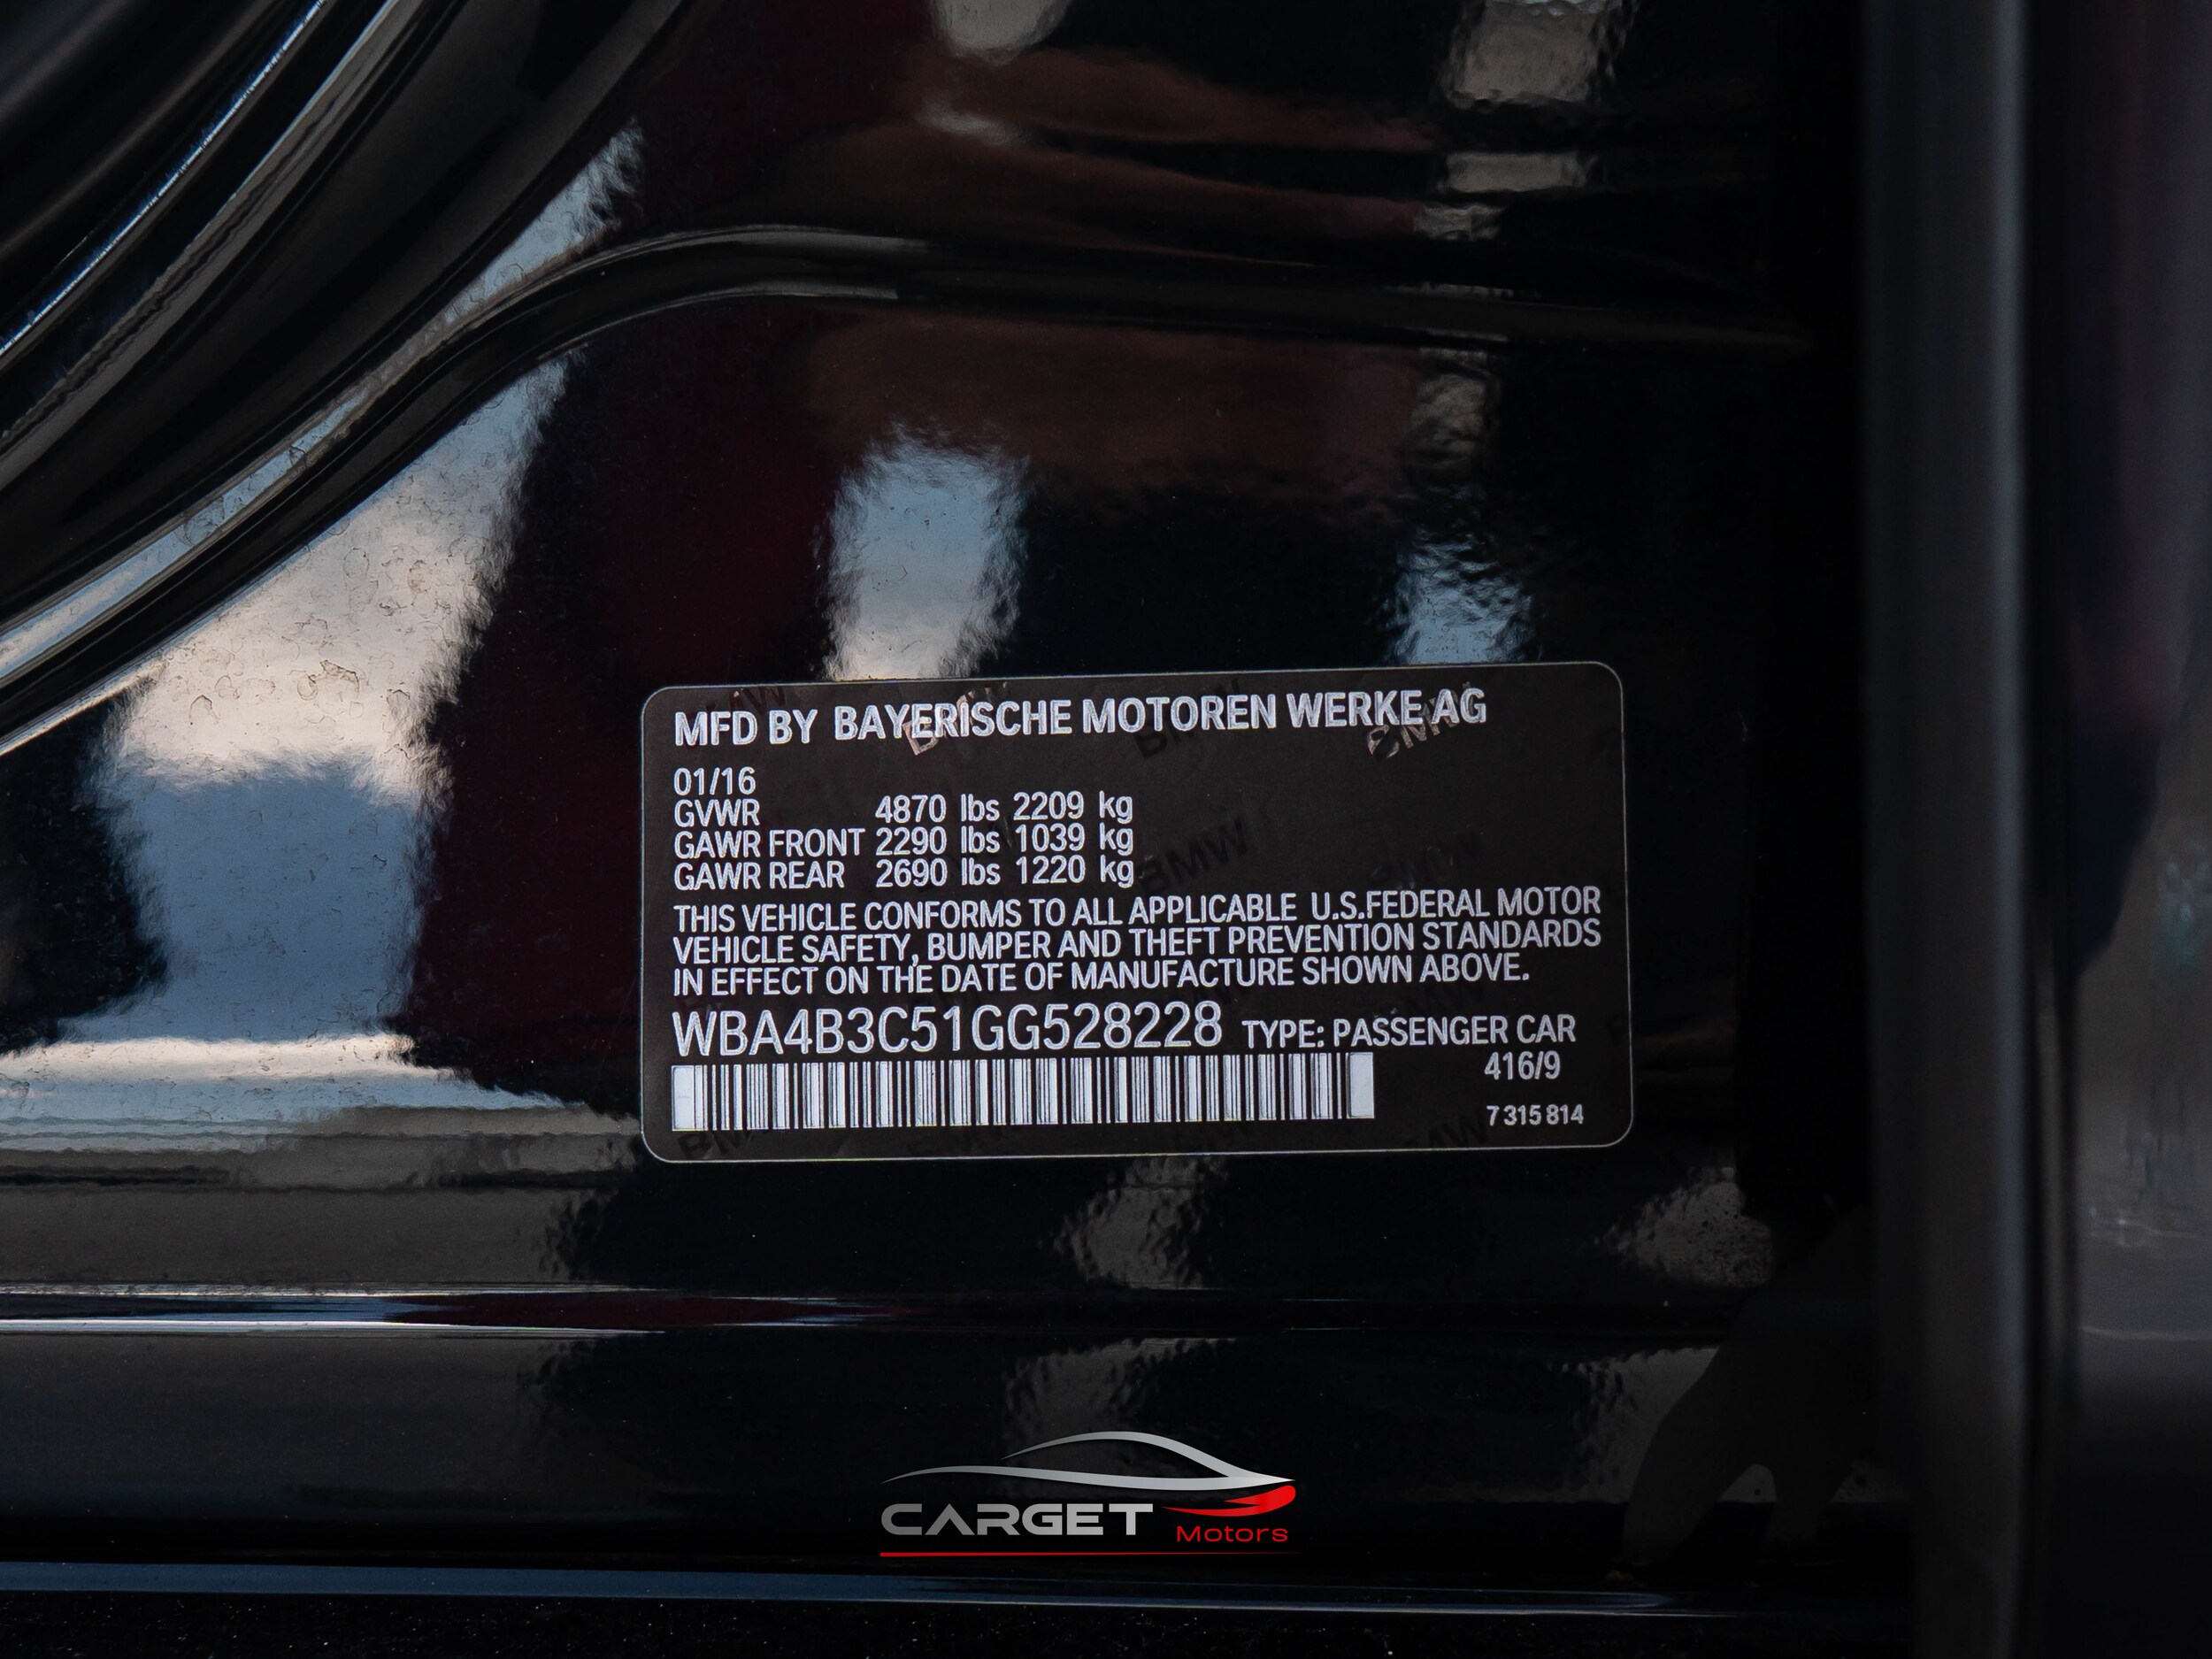 MFD BY BAYERISCHE MOTOREN WERKE AG
01/16
GVWR 4870 lbs 2209 kg
GAWR FRONT 2290 lbs 1039 kg
GAWR REAR 2690 lbs 1220 kg
THIS VEHICLE CONFORMS TO ALL APPLICABLE U.S.FEDERAL MOTOR
VEHICLE SAFETY, BUMPER AND THEFT PREVENTION STANDARDS
IN EFFECT ON THE DATE OF MANUFACTURE SHOWN ABOVE.
WBA4B3C51GG528228 TYPE: PASSENGER CAR
416/9
7 315 814
CARGET
Motors